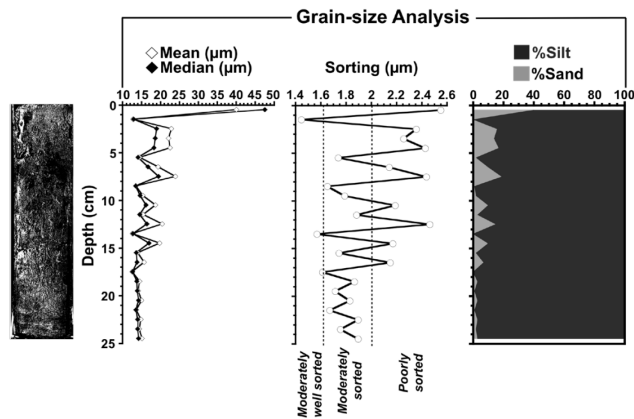 Grain-size Analysis
Mean (µm)
Median (µm)
Sorting (µm)
%Silt
%Sand
10 15 20 25 30 35 40 45 50
1.4 1.6 1.8 2 2.2 2.4 2.6
0 20 40 60 80 100
Depth (cm)
0
5
10
15
20
25
Moderately
well sorted
Moderately
sorted
Poorly
sorted